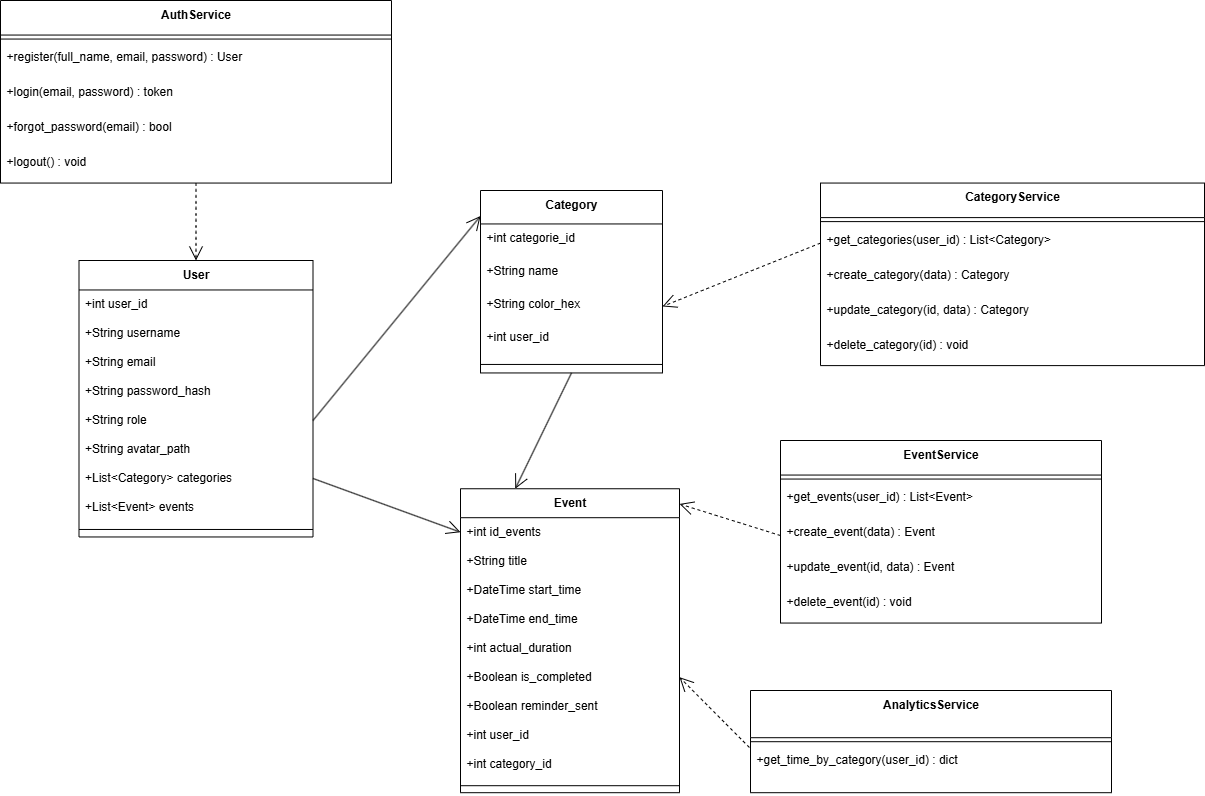 AuthService
+register(full_name, email, password) : User
+login(email, password) : token
+forgot_password(email) : bool
+logout() : void
User
+int user_id
+String username
+String email
+String password_hash
+String role
+String avatar_path
+List<Category> categories
+List<Event> events
Category
+int categorie_id
+String name
+String color_hex
+int user_id
CategoryService
+get_categories(user_id) : List<Category>
+create_category(data) : Category
+update_category(id, data) : Category
+delete_category(id) : void
Event
+int id_events
+String title
+DateTime start_time
+DateTime end_time
+int actual_duration
+Boolean is_completed
+Boolean reminder_sent
+int user_id
+int category_id
EventService
+get_events(user_id) : List<Event>
+create_event(data) : Event
+update_event(id, data) : Event
+delete_event(id) : void
AnalyticsService
+get_time_by_category(user_id) : dict